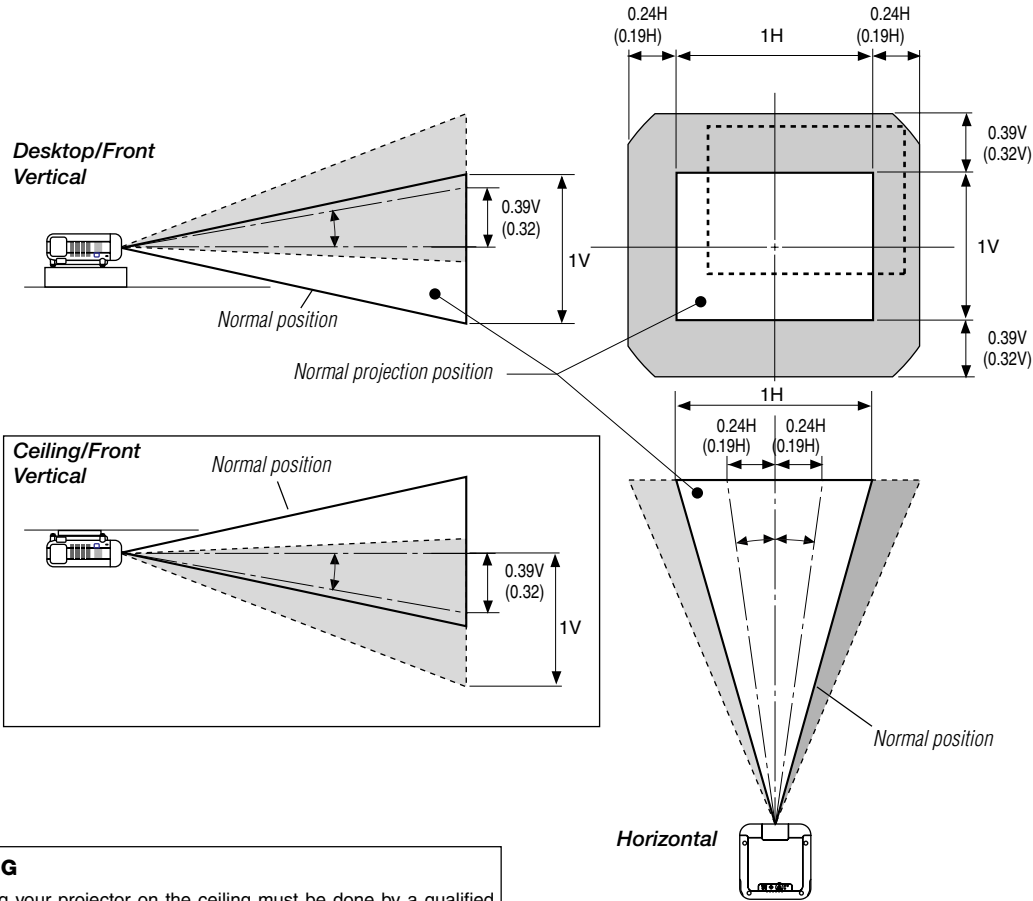 0.24H
(0.19H)
1H
0.24H
(0.19H)
0.39V
(0.32V)
1V
0.39V
(0.32V)
Desktop/Front
Vertical
0.39V
(0.32)
1V
Normal position
Normal projection position
1H
0.24H
(0.19H)
0.24H
(0.19H)
Normal position
Horizontal
Ceiling/Front
Vertical
Normal position
0.39V
(0.32)
1V
G
g your projector on the ceiling must be done by a qualified